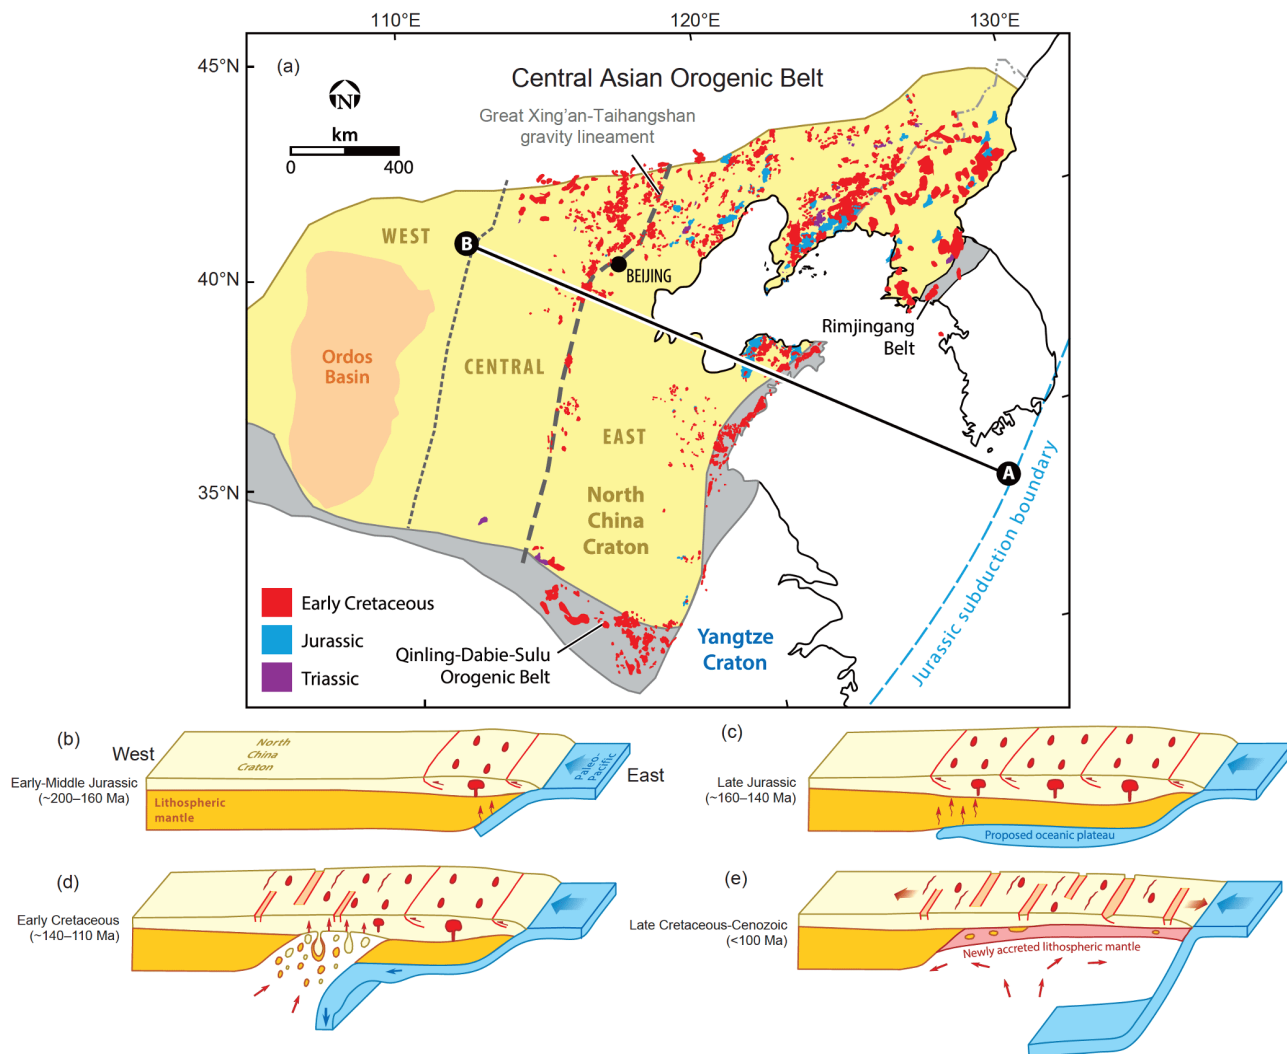 110°E
120°E
130°E
45°N
(a)
Central Asian Orogenic Belt
N
Great Xing'an-Taihangshan
gravity lineament
km
0
400
WEST
B
40°N
BEIJING
Rimjingang
Belt
Ordos
Basin
CENTRAL
EAST
A
35°N
North
China
Craton
Jurassic subduction boundary
Early Cretaceous
Jurassic
Triassic
Yangtze
Craton
Qinling-Dabie-Sulu
Orogenic Belt
(b)
West
North
China
Craton
Paleo-
Pacific
East
Early-Middle Jurassic
(~200–160 Ma)
Lithospheric
mantle
(c)
Late Jurassic
(~160–140 Ma)
Proposed oceanic plateau
(d)
Early Cretaceous
(~140–110 Ma)
(e)
Late Cretaceous-Cenozoic
(<100 Ma)
Newly accreted lithospheric mantle